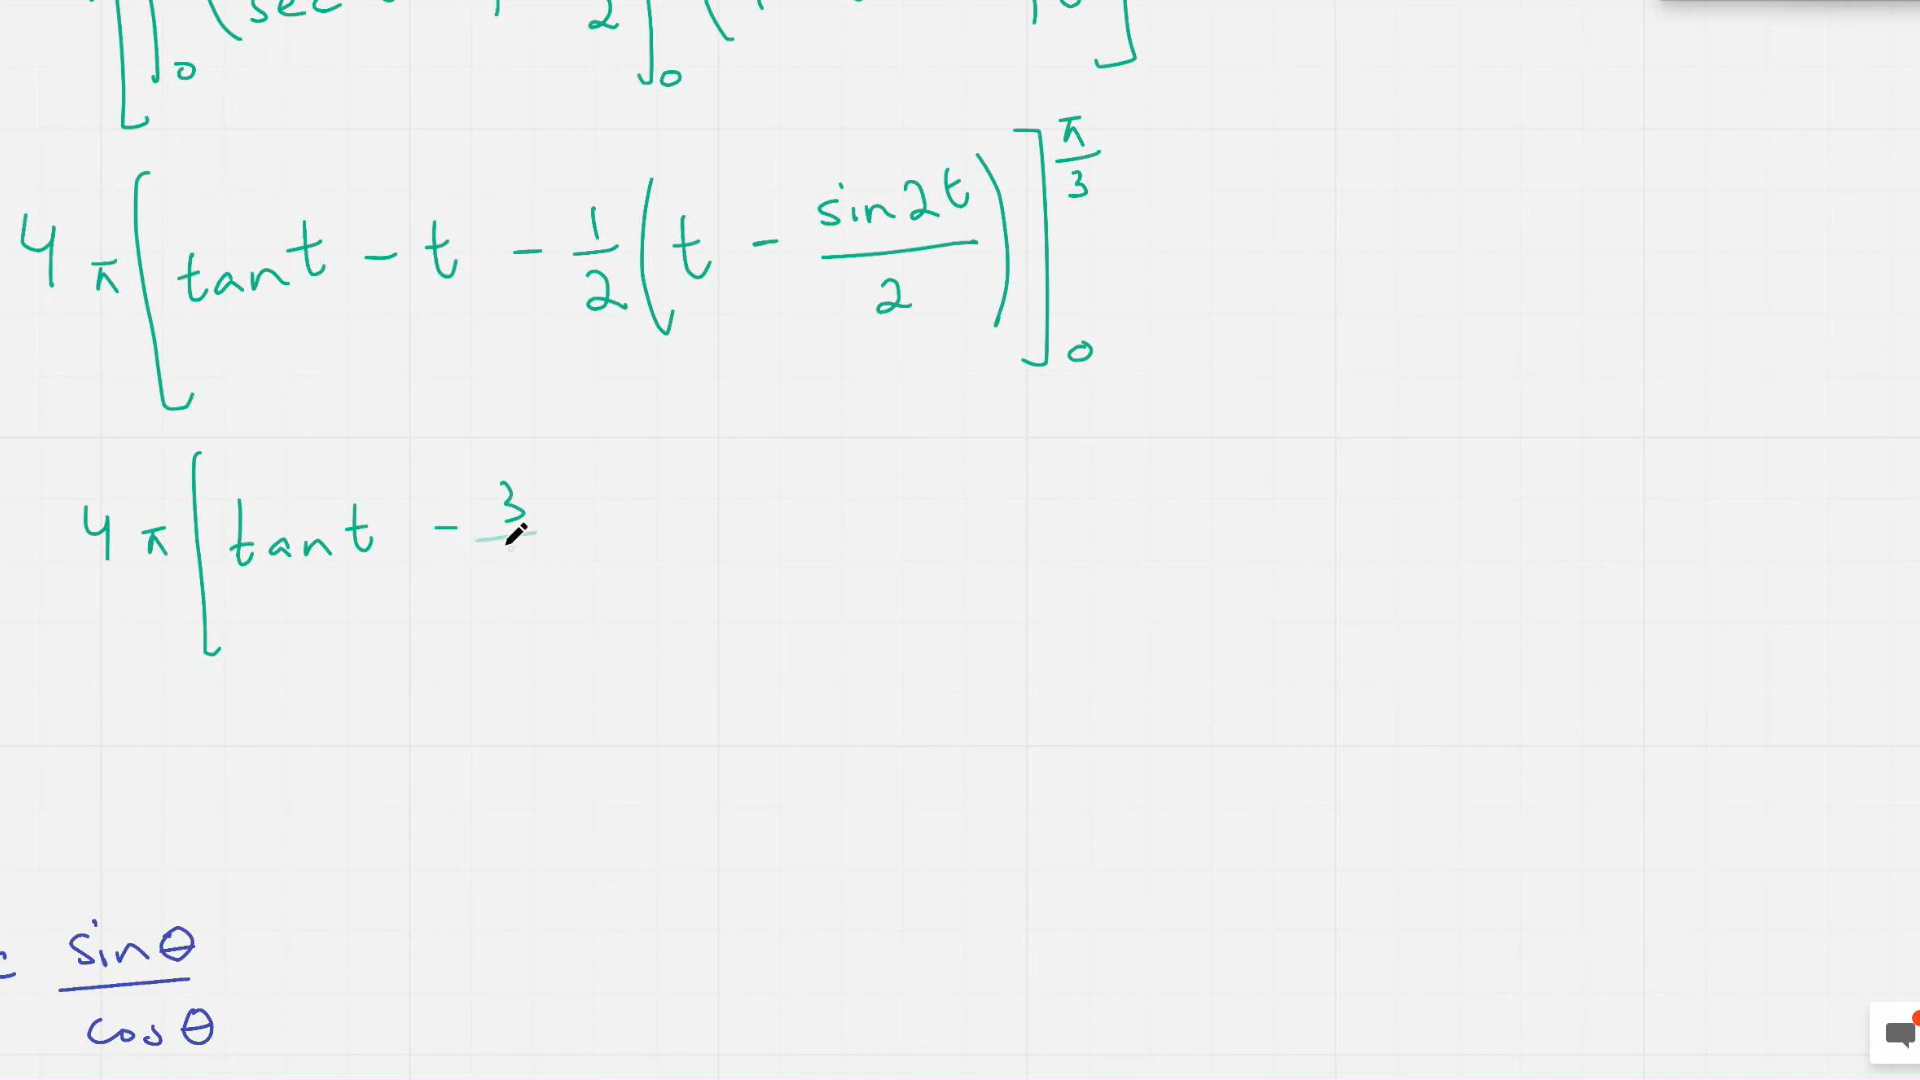 4π[tan t - t - 1/2(t - sin2t/2)]_0^{π/3}
4π[tan t - 3/
= sinθ/cosθ